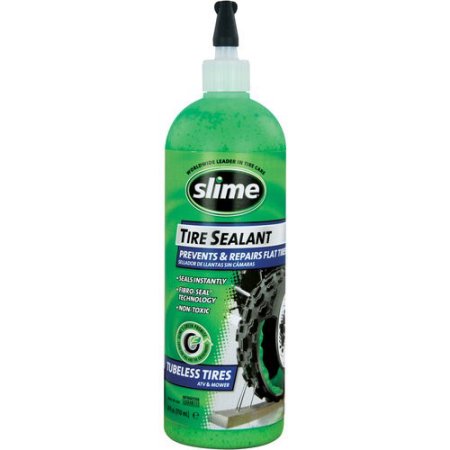 WORLDWIDE LEADER IN TIRE CARE
slime
TIRE SEALANT
PREVENTS & REPAIRS FLAT TIRES
SELLADOR DE LLANTAS SIN CÁMARAS
• SEALS INSTANTLY
• FIBRO-SEAL
TECHNOLOGY
• NON-TOXIC
TUBELESS TIRES
ATV & MOWER